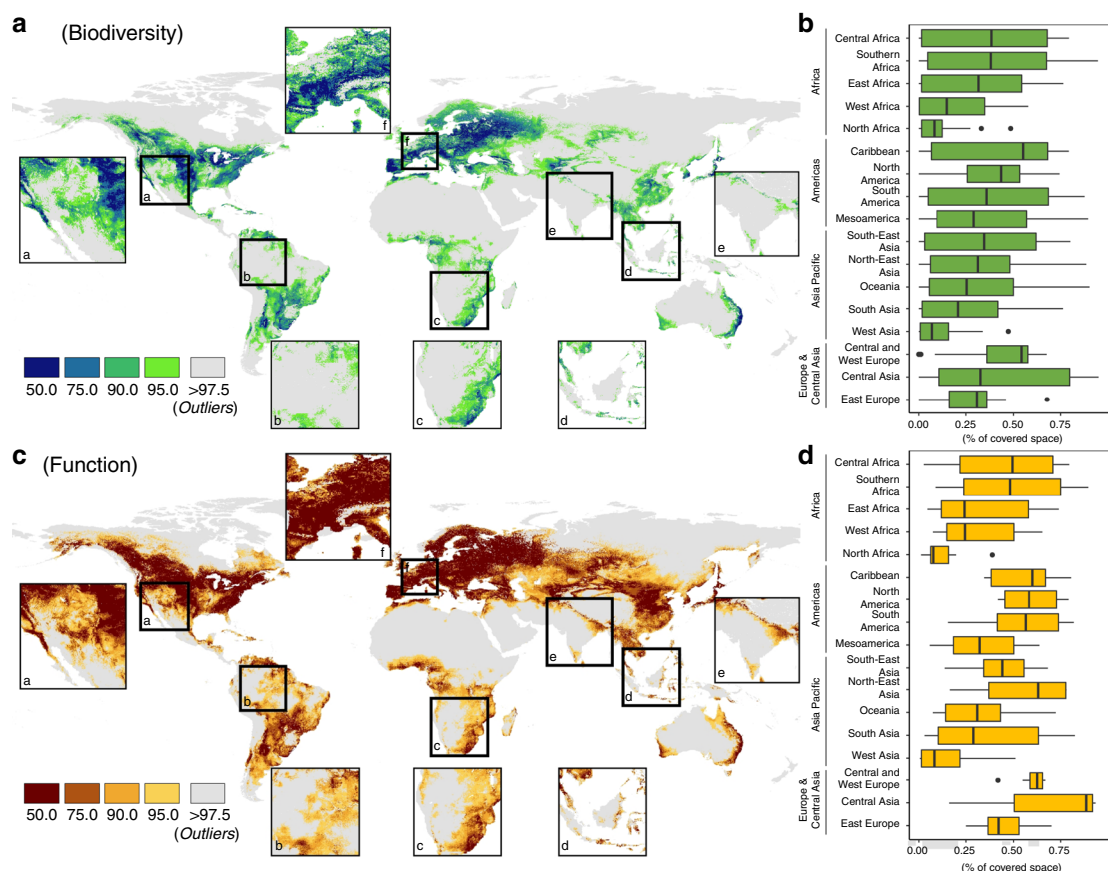 a (Biodiversity)
f
f
a
a
b
c
e
d
e
b
c
d
50.0 75.0 90.0 95.0 >97.5
(Outliers)
b
Africa
Central Africa
Southern
Africa
East Africa
West Africa
North Africa
Americas
Caribbean
North
America
South
America
Mesoamerica
Asia Pacific
South-East
Asia
North-East
Asia
Oceania
South Asia
West Asia
Europe &
Central Asia
Central and
West Europe
Central Asia
East Europe
0.00 0.25 0.50 0.75
(% of covered space)
c (Function)
f
f
a
a
b
c
e
d
e
b
c
d
50.0 75.0 90.0 95.0 >97.5
(Outliers)
d
Africa
Central Africa
Southern
Africa
East Africa
West Africa
North Africa
Americas
Caribbean
North
America
South
America
Mesoamerica
Asia Pacific
South-East
Asia
North-East
Asia
Oceania
South Asia
West Asia
Europe &
Central Asia
Central and
West Europe
Central Asia
East Europe
0.00 0.25 0.50 0.75
(% of covered space)